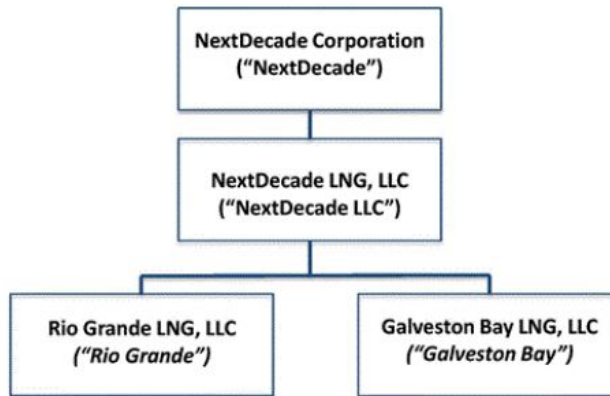 NextDecade Corporation
(“NextDecade”)
NextDecade LNG, LLC
(“NextDecade LLC”)
Rio Grande LNG, LLC
(“Rio Grande”)
Galveston Bay LNG, LLC
(“Galveston Bay”)